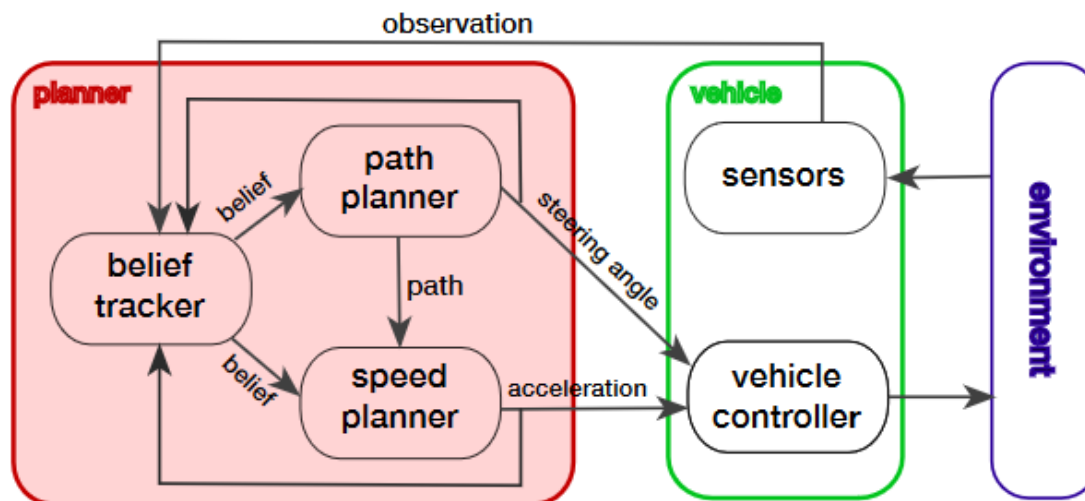 observation
planner
vehicle
path
planner
sensors
belief
steering angle
environment
belief
tracker
path
belief
speed
planner
acceleration
vehicle
controller